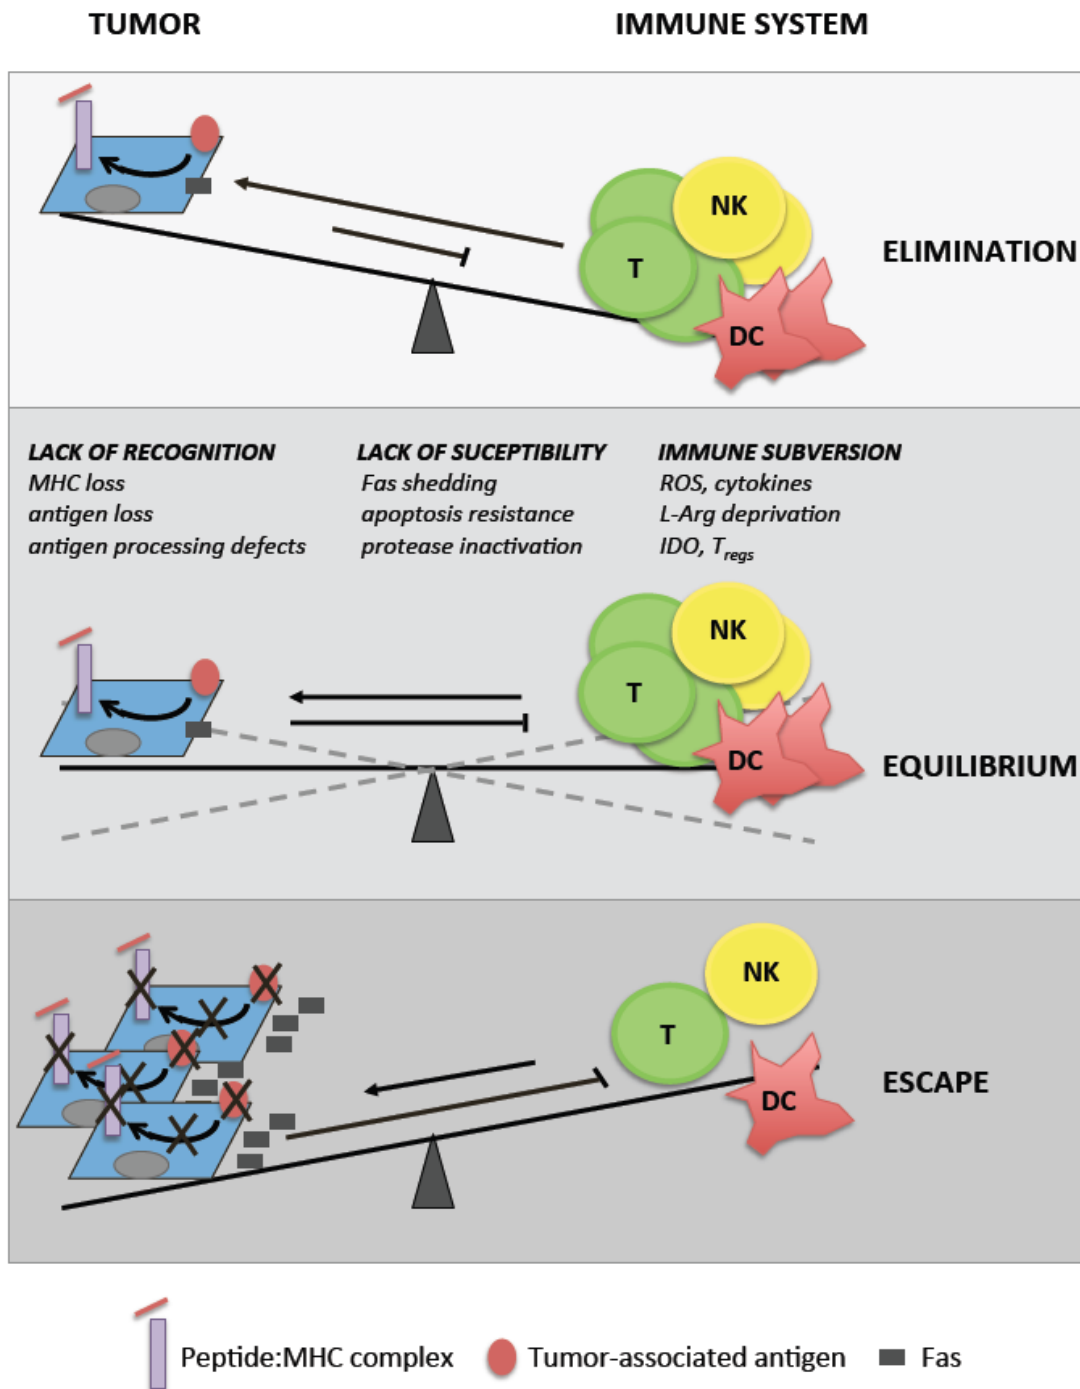 TUMOR
IMMUNE SYSTEM
NK
T
DC
ELIMINATION
LACK OF RECOGNITION
MHC loss
antigen loss
antigen processing defects
LACK OF SUCEPTIBILITY
Fas shedding
apoptosis resistance
protease inactivation
IMMUNE SUBVERSION
ROS, cytokines
L-Arg deprivation
IDO, Tregs
NK
T
DC
EQUILIBRIUM
NK
T
DC
ESCAPE
Peptide:MHC complex
Tumor-associated antigen
Fas